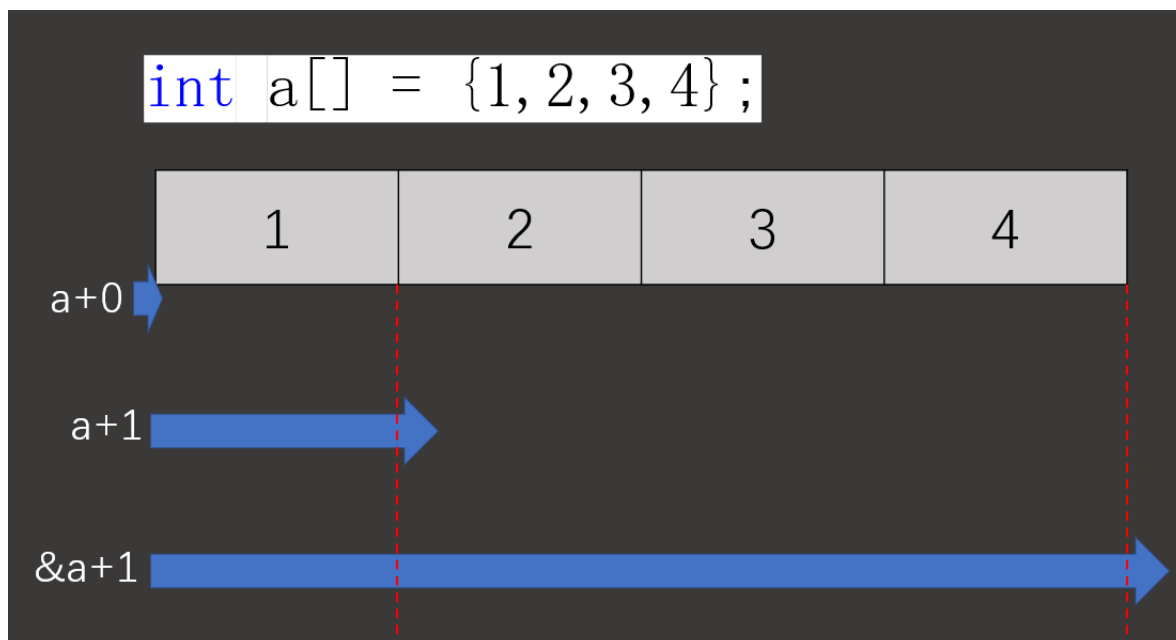 int a[] = {1, 2, 3, 4};
1 2 3 4
a+0
a+1
&a+1